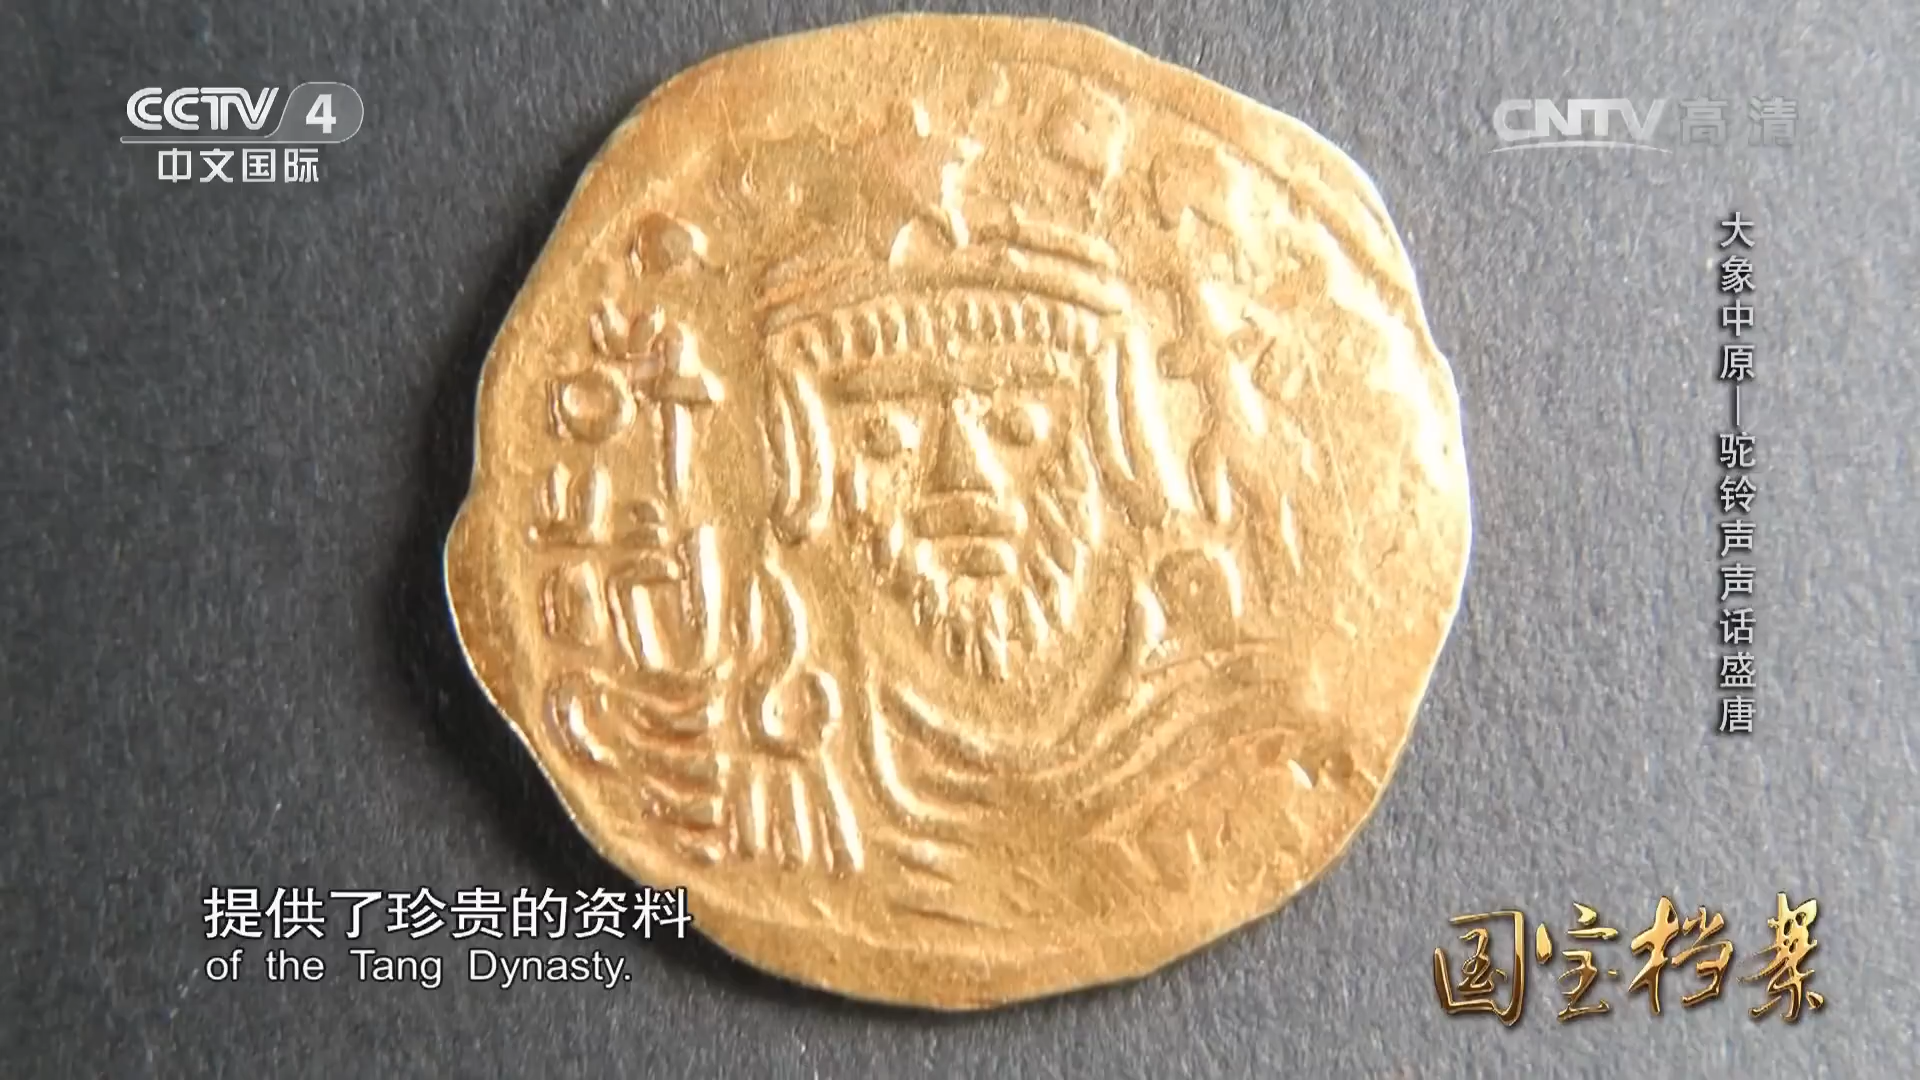 CCTV 4
中文国际
CNTV 高清
大象中原—驼铃声声话盛唐
提供了珍贵的资料
of the Tang Dynasty.
国宝档案